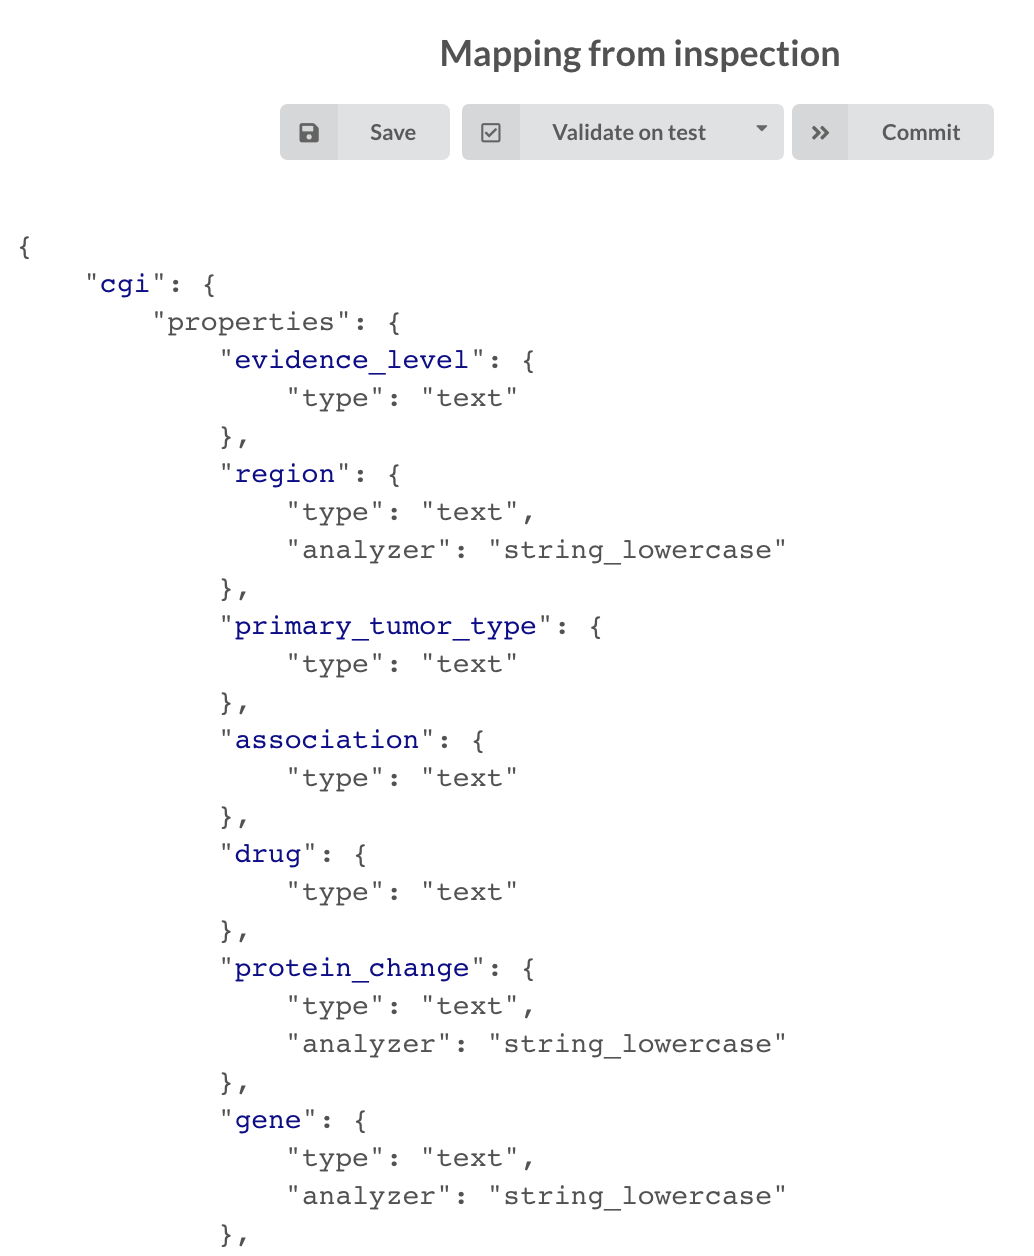 Mapping from inspection
Save Validate on test Commit
{
    "cgi": {
        "properties": {
            "evidence_level": {
                "type": "text"
            },
            "region": {
                "type": "text",
                "analyzer": "string_lowercase"
            },
            "primary_tumor_type": {
                "type": "text"
            },
            "association": {
                "type": "text"
            },
            "drug": {
                "type": "text"
            },
            "protein_change": {
                "type": "text",
                "analyzer": "string_lowercase"
            },
            "gene": {
                "type": "text",
                "analyzer": "string_lowercase"
            },